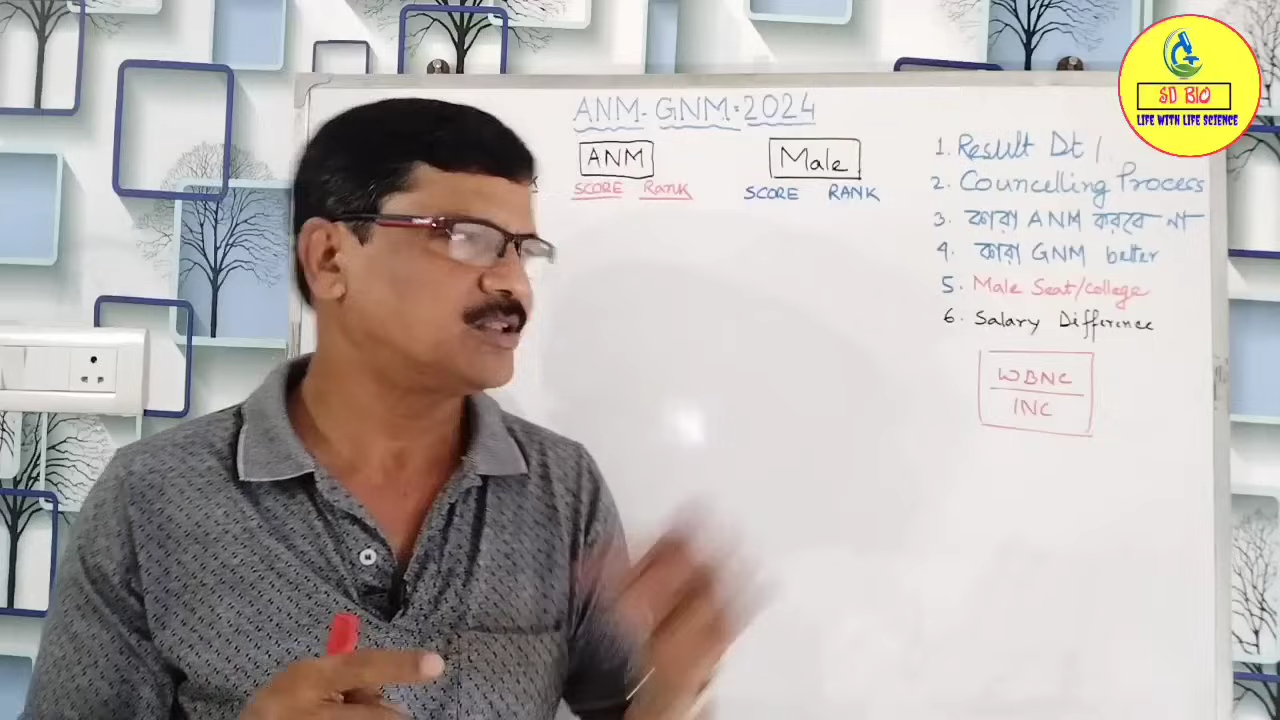 ANM - GNM - 2024
ANM
SCORE Rank
Male
SCORE RANK
1. Result Dt /
2. Councelling Process
3. কারা ANM করবে না
4. কারা GNM better
5. Male Seat/College
6. Salary Difference
WBNC
INC
SD BIO
LIFE WITH LIFE SCIENCE